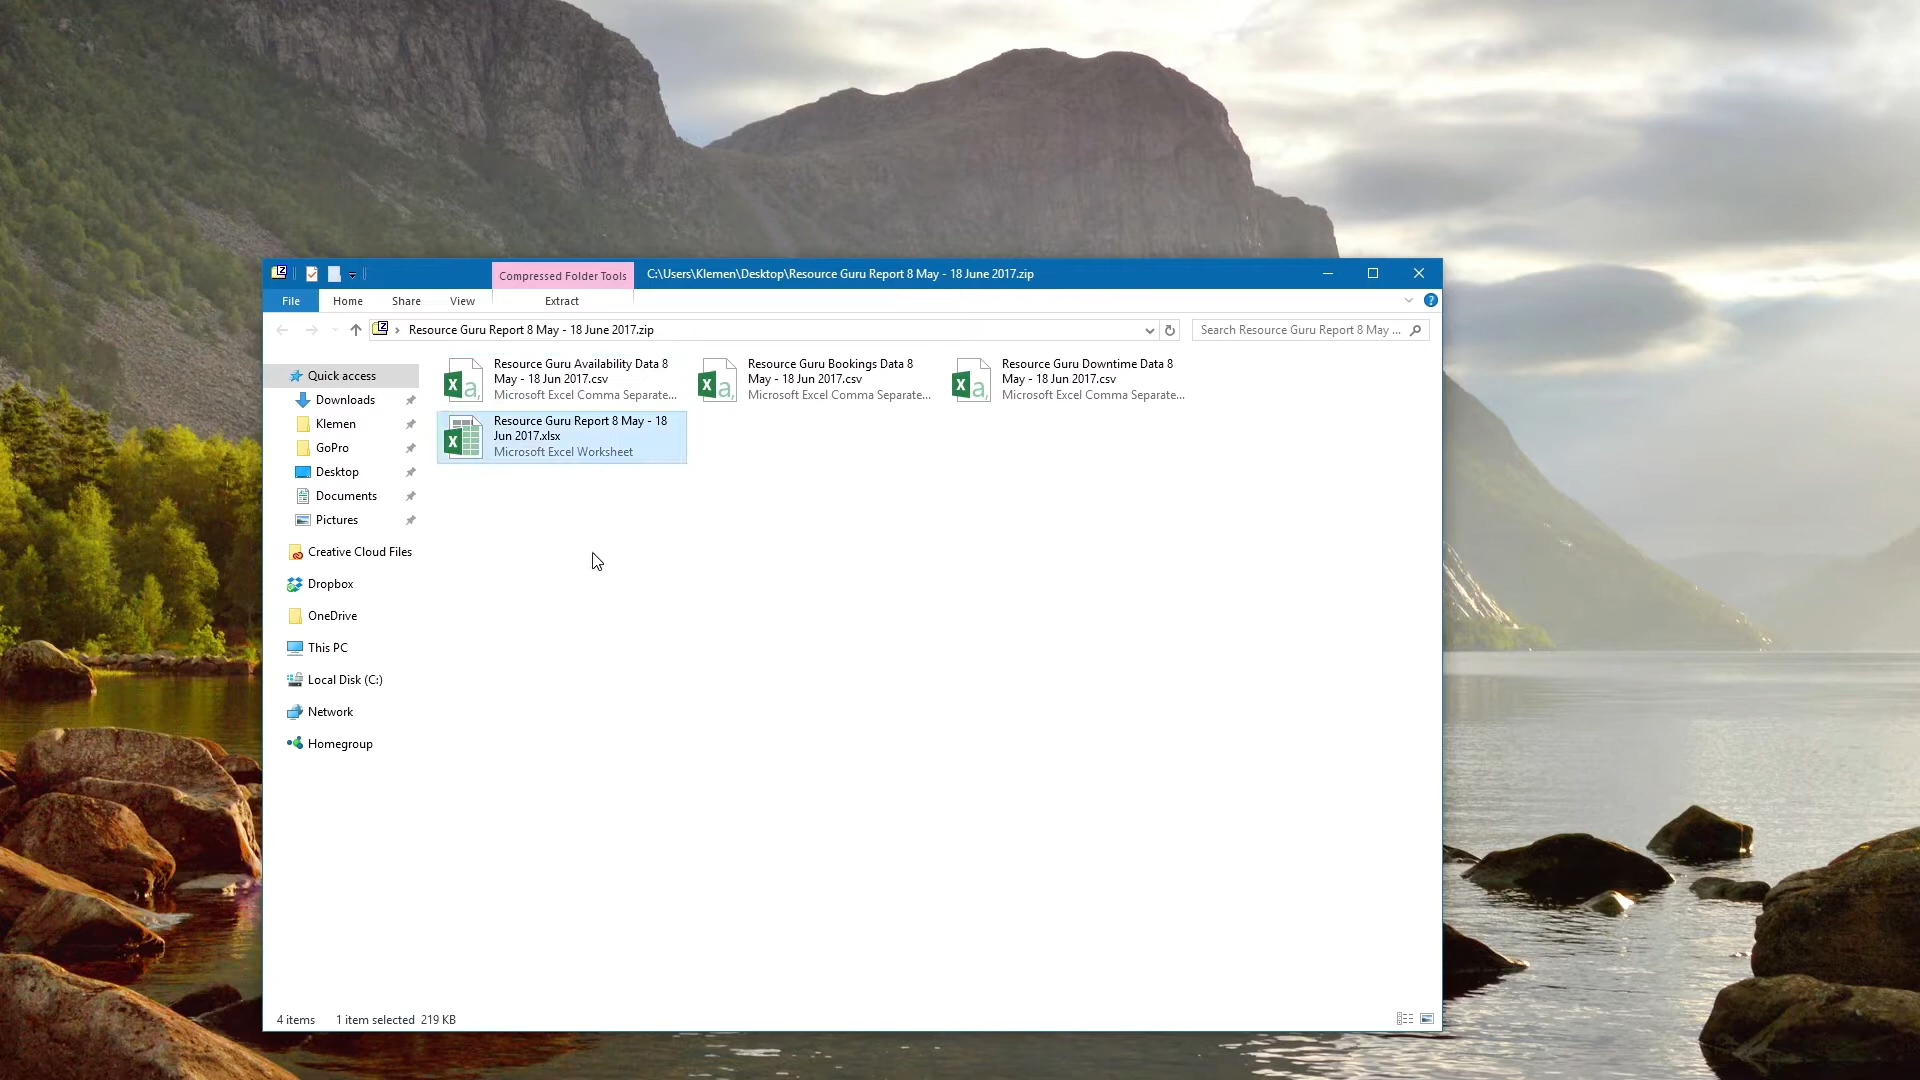 Compressed Folder Tools
C:\Users\Klemen\Desktop\Resource Guru Report 8 May - 18 June 2017.zip
File
Home
Share
View
Extract
Resource Guru Report 8 May - 18 June 2017.zip
Search Resource Guru Report 8 May ...
Quick access
Downloads
Klemen
GoPro
Desktop
Documents
Pictures
Creative Cloud Files
Dropbox
OneDrive
This PC
Local Disk (C:)
Network
Homegroup
Resource Guru Availability Data 8
May - 18 Jun 2017.csv
Microsoft Excel Comma Separate...
Resource Guru Bookings Data 8
May - 18 Jun 2017.csv
Microsoft Excel Comma Separate...
Resource Guru Downtime Data 8
May - 18 Jun 2017.csv
Microsoft Excel Comma Separate...
Resource Guru Report 8 May - 18
Jun 2017.xlsx
Microsoft Excel Worksheet
4 items
1 item selected 219 KB